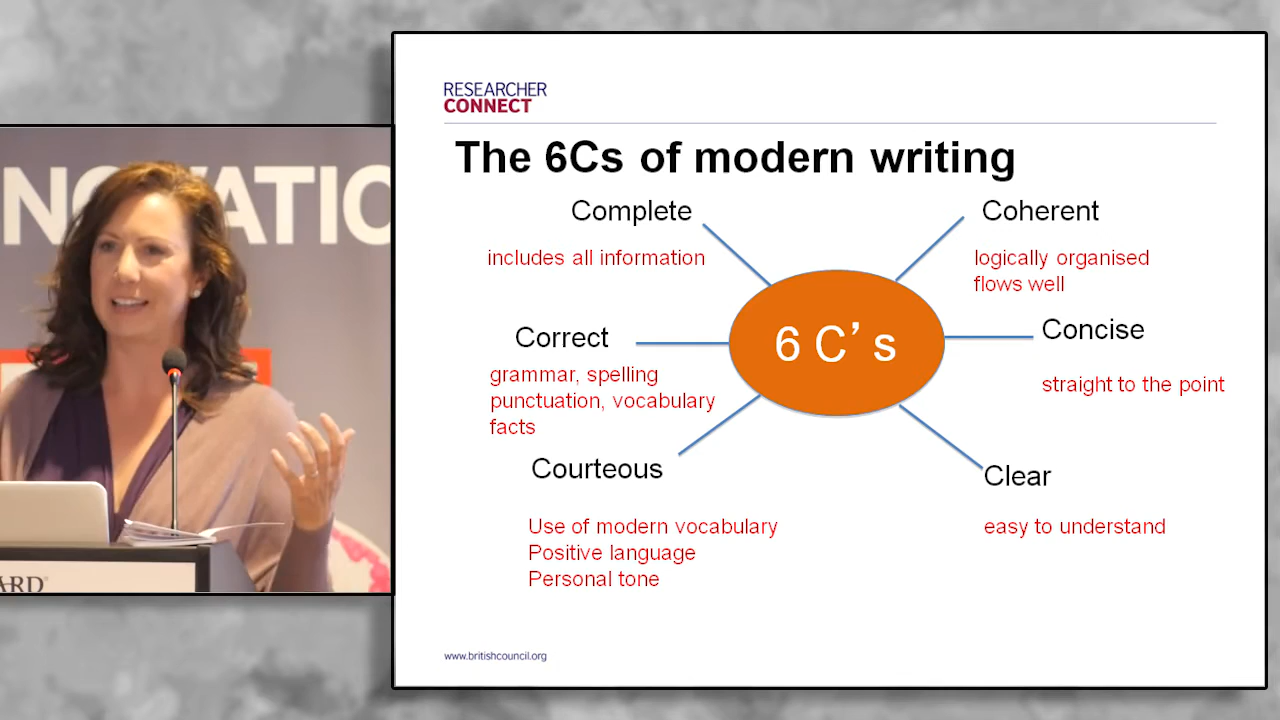 NOVATIO
ARD®
RESEARCHER
CONNECT
The 6Cs of modern writing
Complete
includes all information
Coherent
logically organised
flows well
Correct
grammar, spelling
punctuation, vocabulary
facts
6 C's
Concise
straight to the point
Courteous
Use of modern vocabulary
Positive language
Personal tone
Clear
easy to understand
www.britishcouncil.org